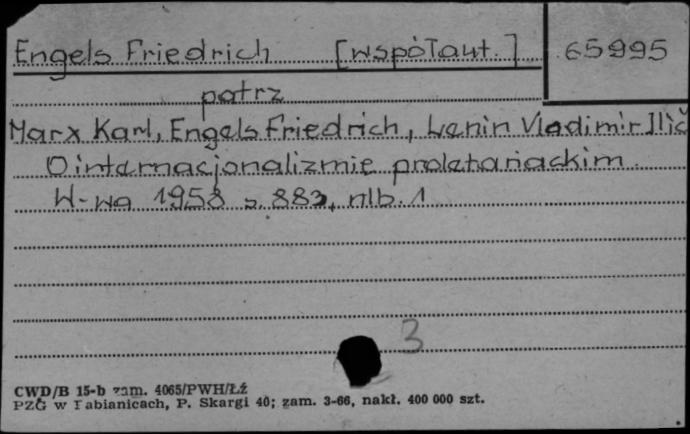 Engels Friedrich [współaut.] 65995
patrz
Marx Karl, Engels Friedrich, Lenin Vladimir Ilič
O internacjonalizmie proletariackim.
W-wa 1958 s. 883, nlb. 1
3
CWD/B 15-b zam. 4065/PWH/Łź
PZG w Pabianicach, P. Skargi 40; zam. 3-66, nakł. 400 000 szt.